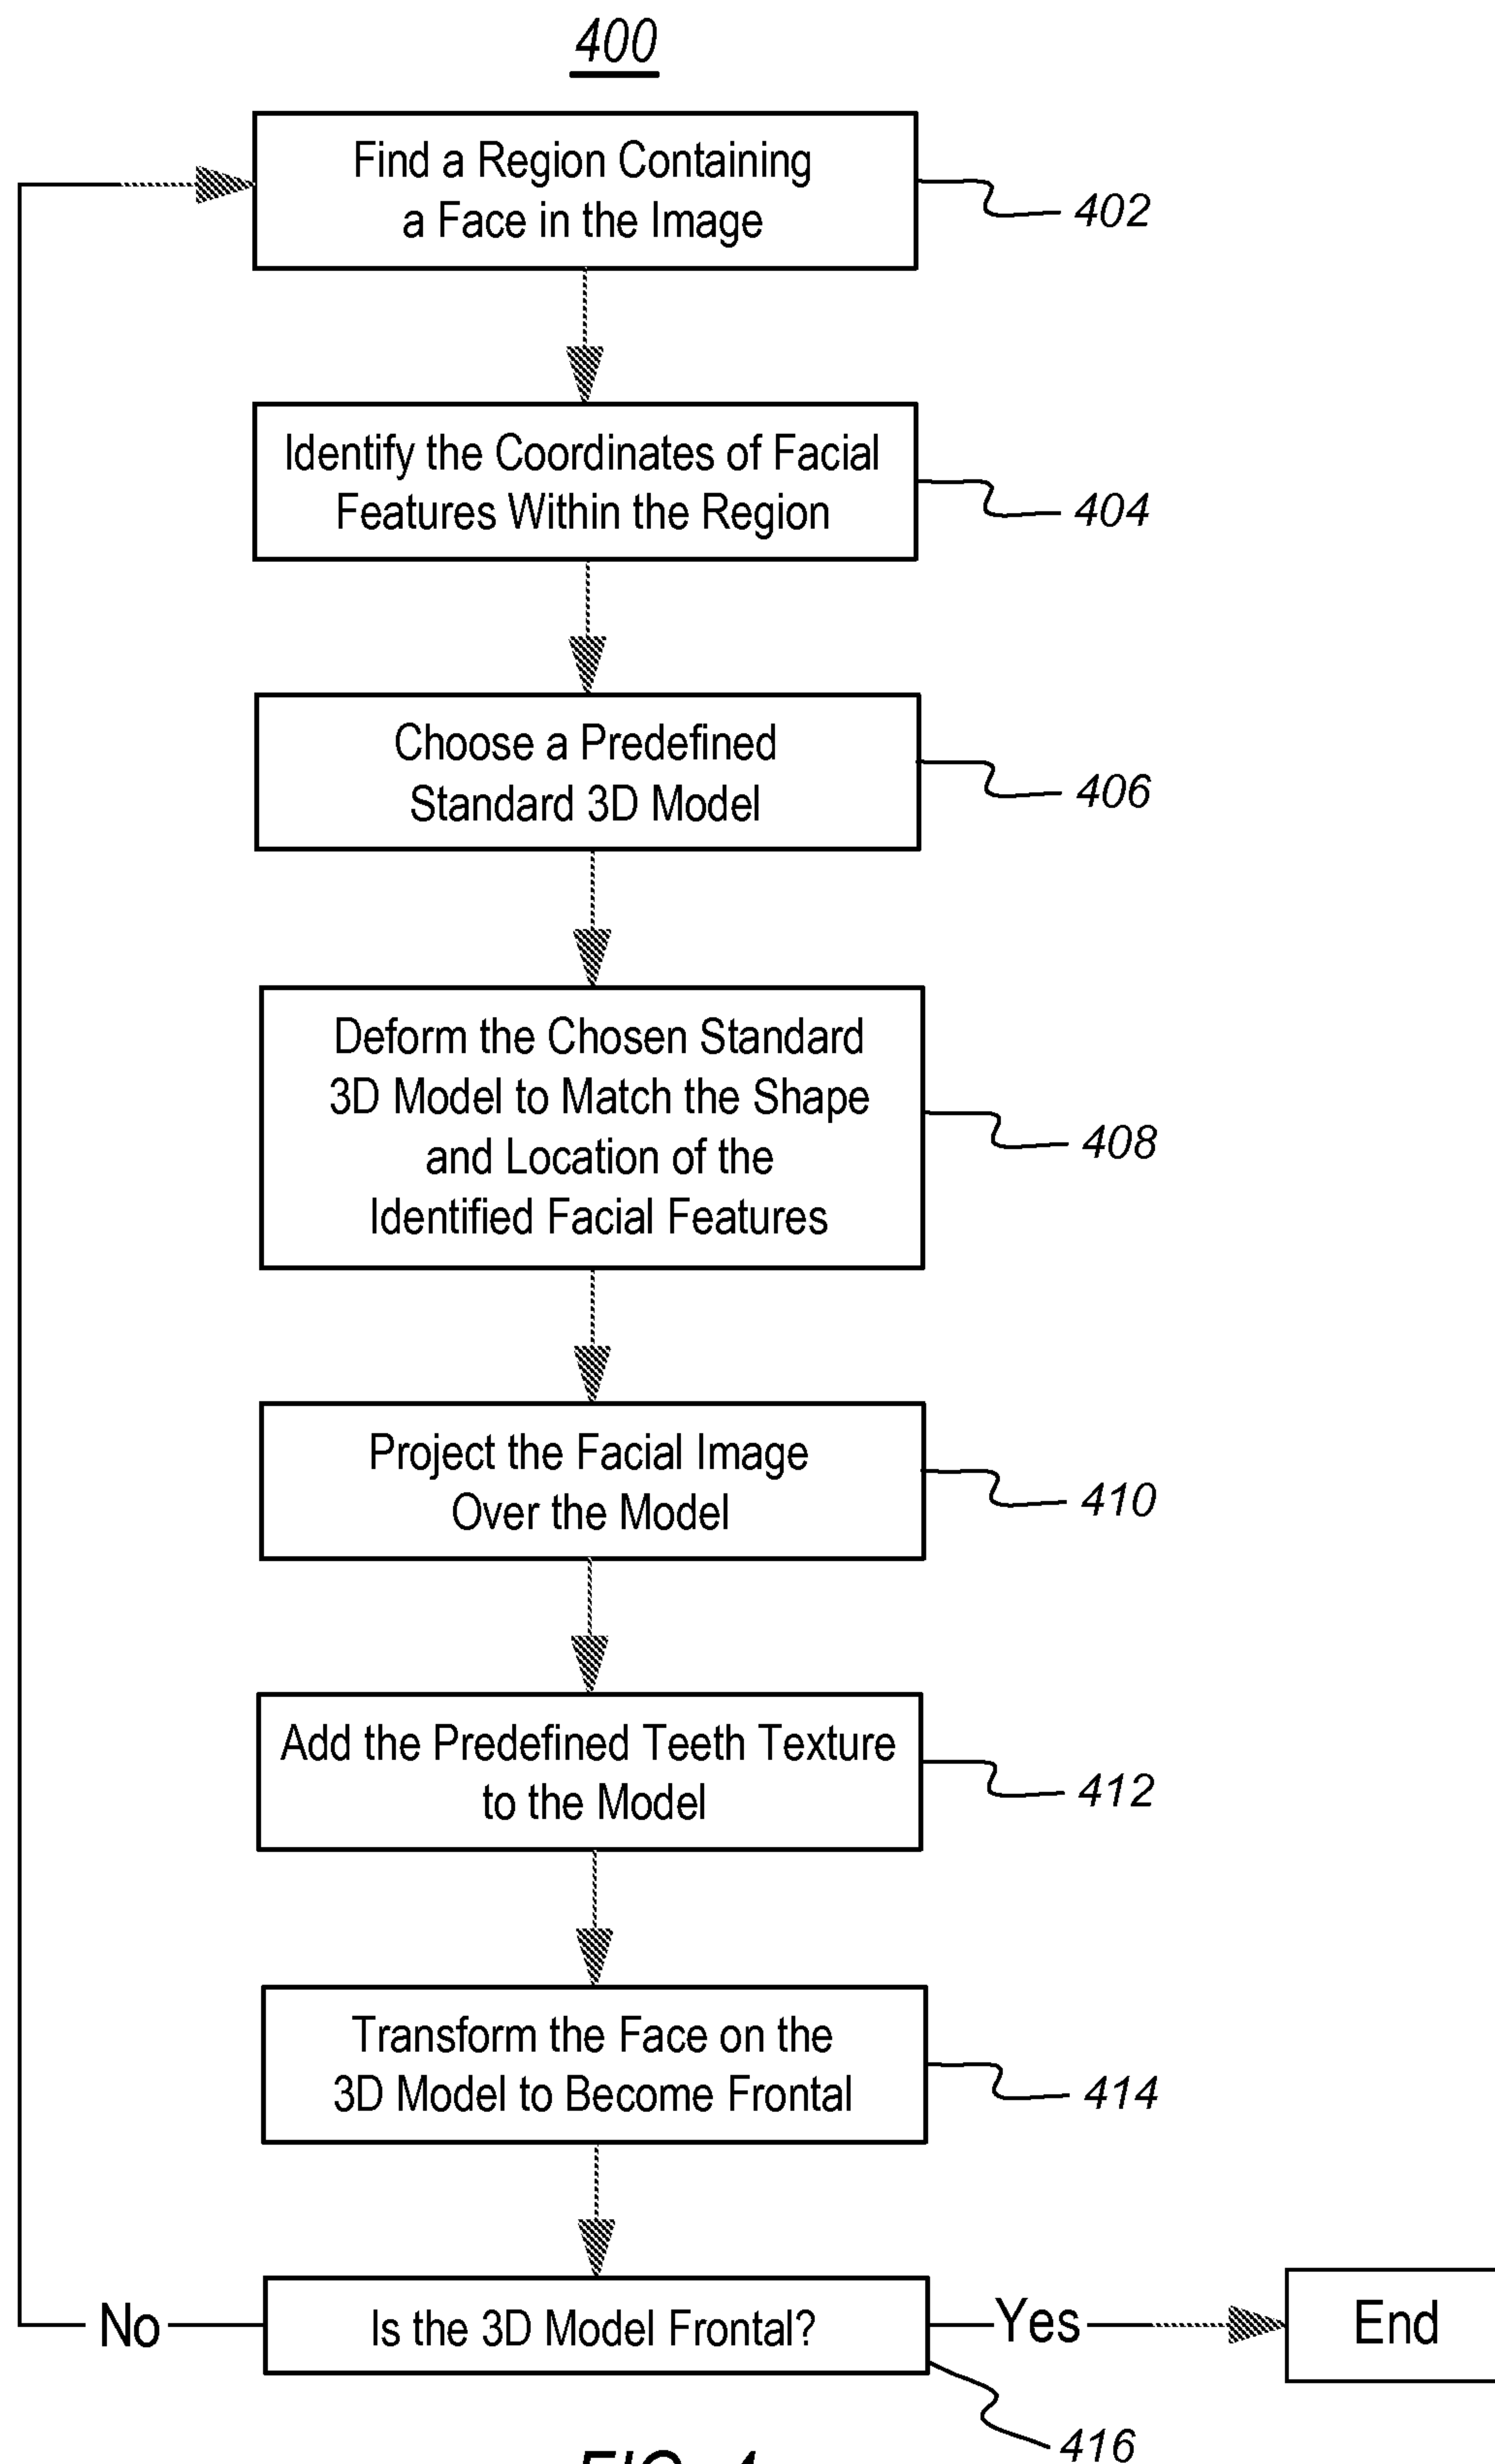 400
Find a Region Containing
a Face in the Image
402
Identify the Coordinates of Facial
Features Within the Region
404
Choose a Predefined
Standard 3D Model
406
Deform the Chosen Standard
3D Model to Match the Shape
and Location of the
Identified Facial Features
408
Project the Facial Image
Over the Model
410
Add the Predefined Teeth Texture
to the Model
412
Transform the Face on the
3D Model to Become Frontal
414
No
Is the 3D Model Frontal?
Yes
End
416
FIG. 4